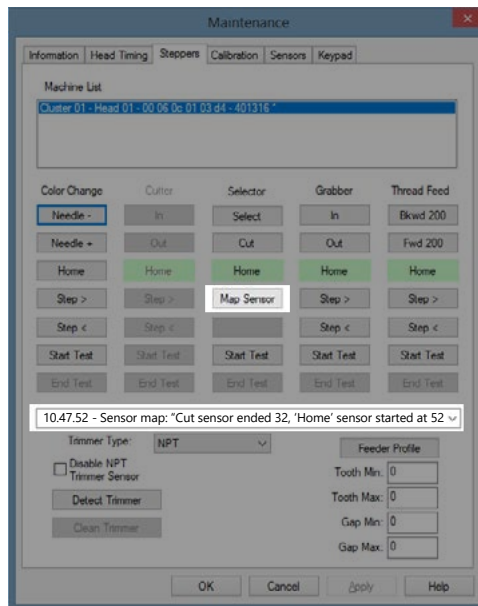 Maintenance
Information Head Timing Steppers Calibration Sensors Keypad
Machine List
Cluster 01 - Head 01 - 00 06 0c 01 03 d4 - 401316 *
Color Change Cutter Selector Grabber Thread Feed
Needle - In Select In Bkwd 200
Needle + Out Cut Out Fwd 200
Home Home Home Home Home
Step > Step > Map Sensor Step > Step >
Step < Step < Step < Step <
Start Test Start Test Start Test Start Test Start Test
End Test End Test End Test End Test End Test
10.47.52 - Sensor map: “Cut sensor ended 32, ‘Home’ sensor started at 52
Trimmer Type: NPT
Feeder Profile
Disable NPT
Trimmer Sensor
Tooth Min: 0
Detect Trimmer
Tooth Max: 0
Clean Trimmer
Gap Min: 0
Gap Max: 0
OK Cancel Apply Help